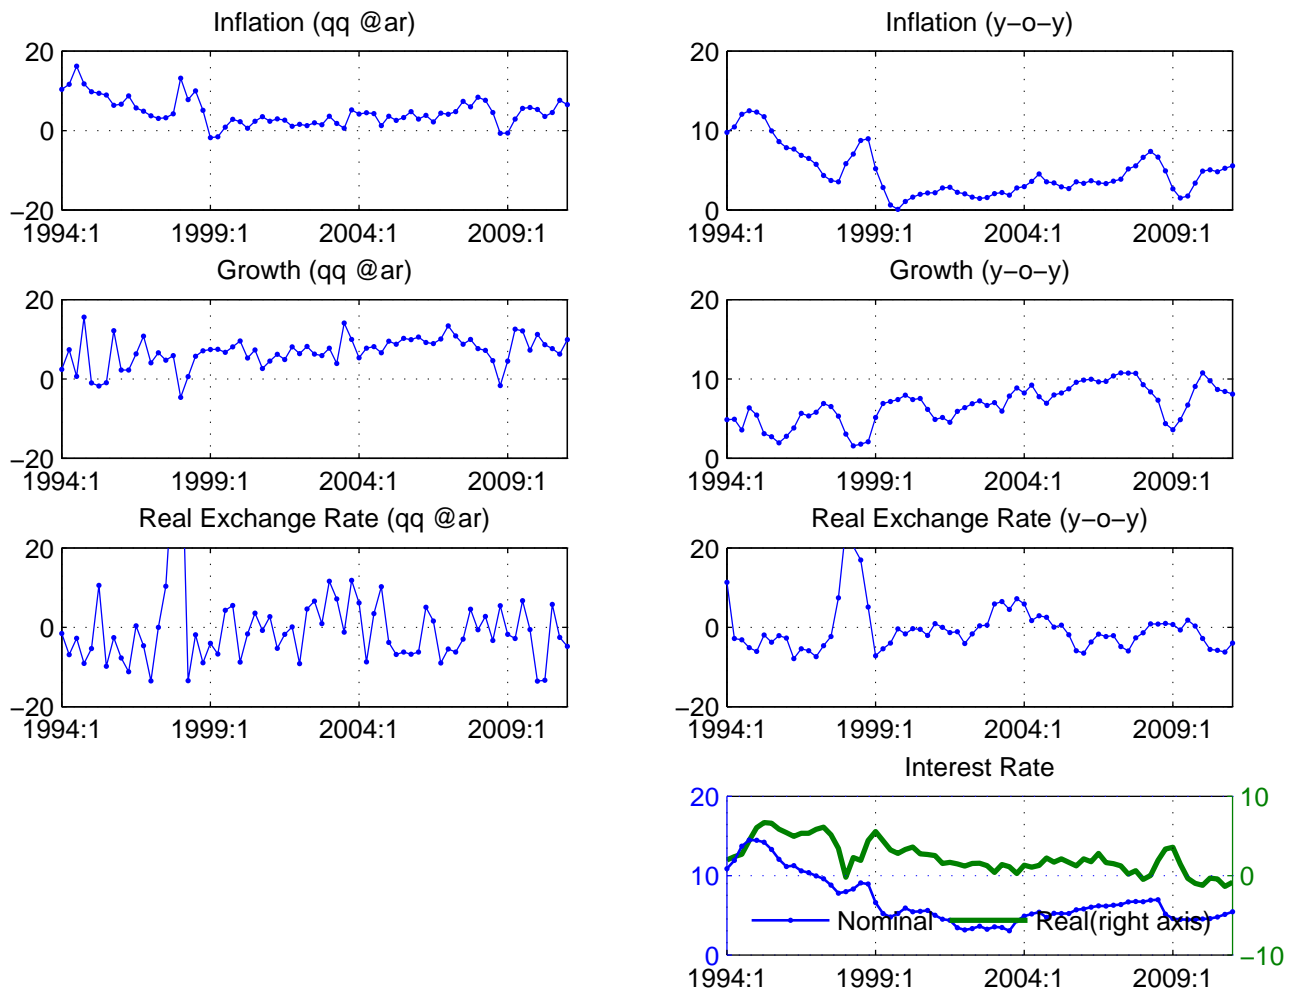 Inflation (qq @ar)
20
0
−20
1994:1 1999:1 2004:1 2009:1
Inflation (y−o−y)
20
10
0
1994:1 1999:1 2004:1 2009:1
Growth (qq @ar)
20
0
−20
1994:1 1999:1 2004:1 2009:1
Growth (y−o−y)
20
10
0
1994:1 1999:1 2004:1 2009:1
Real Exchange Rate (qq @ar)
20
0
−20
1994:1 1999:1 2004:1 2009:1
Real Exchange Rate (y−o−y)
20
0
−20
1994:1 1999:1 2004:1 2009:1
Interest Rate
20 10
10 0
Nominal Real(right axis)
0 −10
1994:1 1999:1 2004:1 2009:1